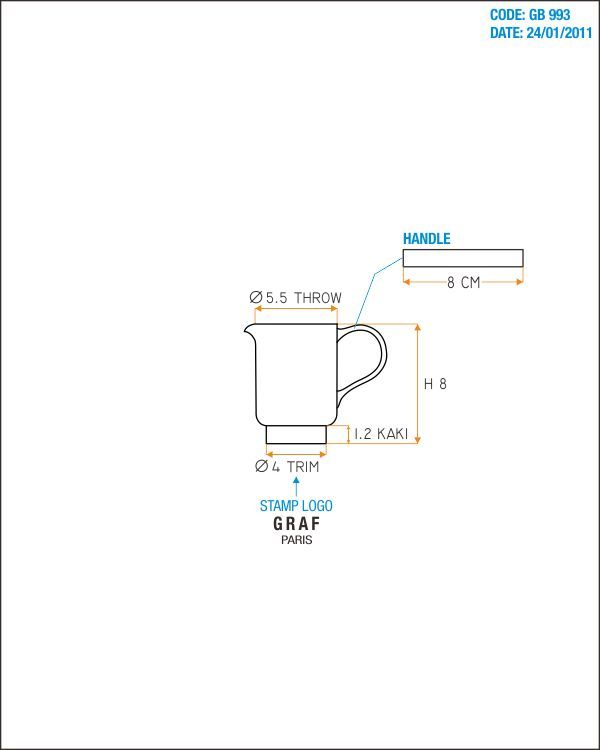 CODE: GB 993
DATE: 24/01/2011
HANDLE
8 CM
Ø 5.5 THROW
H 8
1.2 KAKI
Ø 4 TRIM
STAMP LOGO
GRAF
PARIS